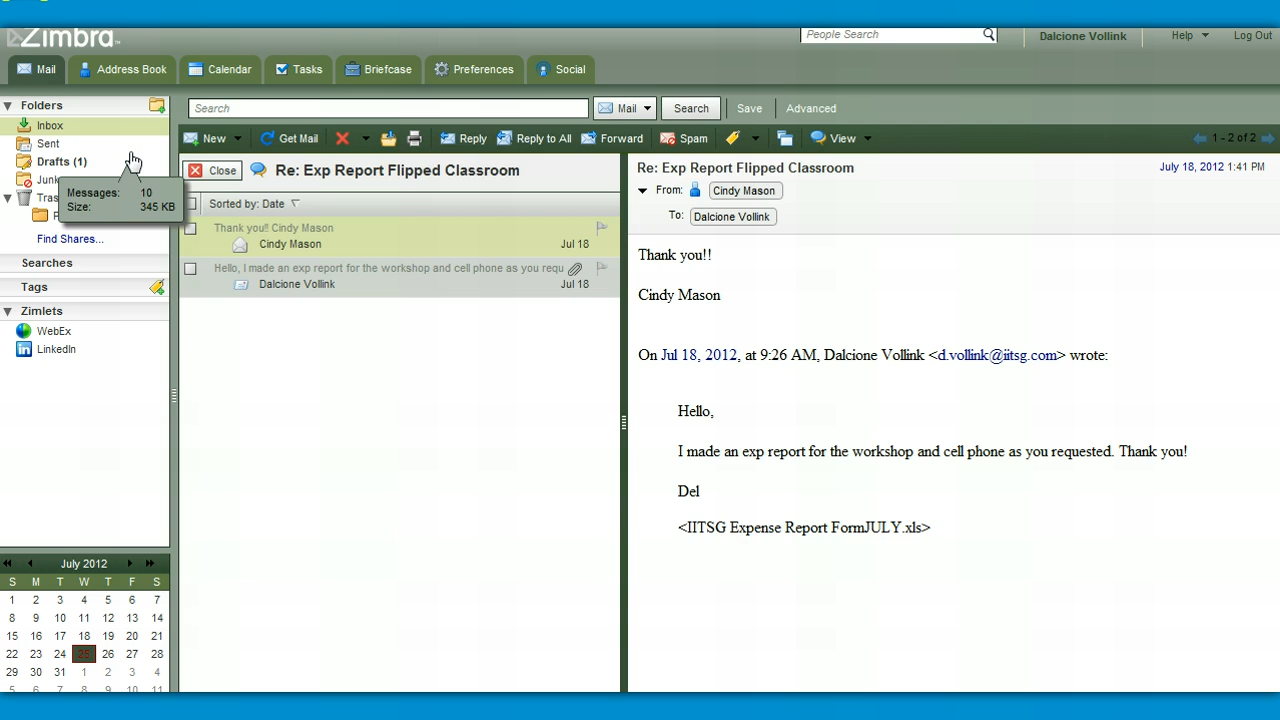 Zimbra
People Search
Dalcione Vollink
Help
Log Out
Mail
Address Book
Calendar
Tasks
Briefcase
Preferences
Social
Folders
Inbox
Sent
Drafts (1)
Messages: 10
Size: 345 KB
Find Shares...
Searches
Tags
Zimlets
WebEx
LinkedIn
July 2012
S M T W T F S
1 2 3 4 5 6 7
8 9 10 11 12 13 14
15 16 17 18 19 20 21
22 23 24 25 26 27 28
29 30 31 1 2 3 4
5 6 7 8 9 10 11
Search
Mail
Search
Save
Advanced
New
Get Mail
Reply
Reply to All
Forward
Spam
View
1 - 2 of 2
Close
Re: Exp Report Flipped Classroom
Sorted by: Date
Thank you!! Cindy Mason
Cindy Mason
Jul 18
Hello, I made an exp report for the workshop and cell phone as you requ
Dalcione Vollink
Jul 18
Re: Exp Report Flipped Classroom
July 18, 2012 1:41 PM
From: Cindy Mason
To: Dalcione Vollink
Thank you!!
Cindy Mason
On Jul 18, 2012, at 9:26 AM, Dalcione Vollink <d.vollink@iitsg.com> wrote:
Hello,
I made an exp report for the workshop and cell phone as you requested. Thank you!
Del
<IITSG Expense Report FormJULY.xls>